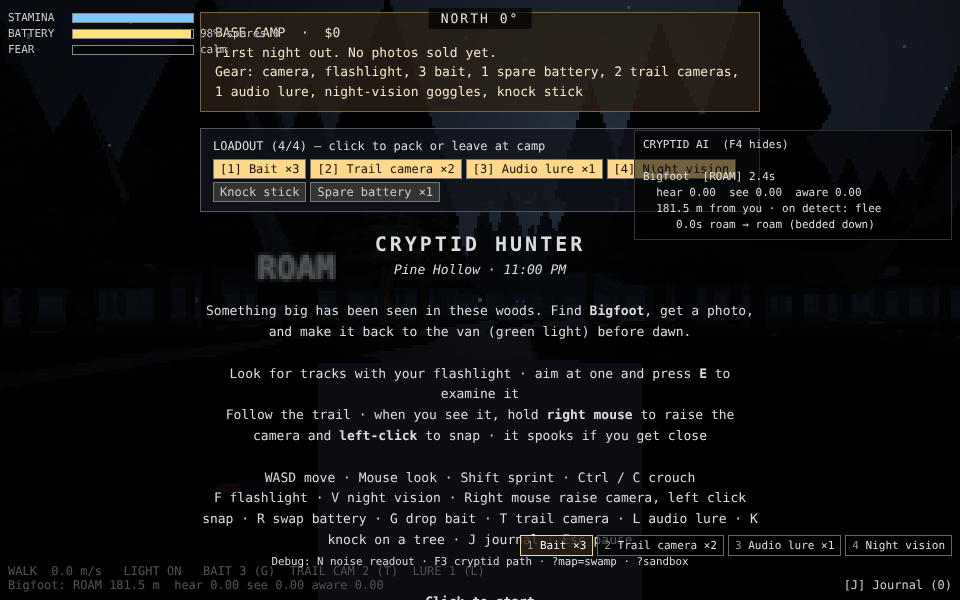 NORTH 0°
STAMINA
BATTERY 98% spares 0
FEAR calm
BASE CAMP · $0
First night out. No photos sold yet.
Gear: camera, flashlight, 3 bait, 1 spare battery, 2 trail cameras,
1 audio lure, night-vision goggles, knock stick
LOADOUT (4/4) — click to pack or leave at camp
[1] Bait ×3 [2] Trail camera ×2 [3] Audio lure ×1 [4] Night vision
Knock stick Spare battery ×1
CRYPTID AI (F4 hides)
Bigfoot [ROAM] 2.4s
hear 0.00 see 0.00 aware 0.00
181.5 m from you · on detect: flee
0.0s roam → roam (bedded down)
ROAM
CRYPTID HUNTER
Pine Hollow · 11:00 PM
Something big has been seen in these woods. Find Bigfoot, get a photo,
and make it back to the van (green light) before dawn.
Look for tracks with your flashlight · aim at one and press E to
examine it
Follow the trail · when you see it, hold right mouse to raise the
camera and left-click to snap · it spooks if you get close
WASD move · Mouse look · Shift sprint · Ctrl / C crouch
F flashlight · V night vision · Right mouse raise camera, left click
snap · R swap battery · G drop bait · T trail camera · L audio lure · K
knock on a tree · J journal · Esc pause
1 Bait ×3 2 Trail camera ×2 3 Audio lure ×1 4 Night vision
Debug: N noise readout · F3 cryptid path · ?map=swamp · ?sandbox
WALK 0.0 m/s LIGHT ON BAIT 3 (G) TRAIL CAM 2 (T) LURE 1 (L)
Bigfoot: ROAM 181.5 m hear 0.00 see 0.00 aware 0.00
[J] Journal (0)
Click to start